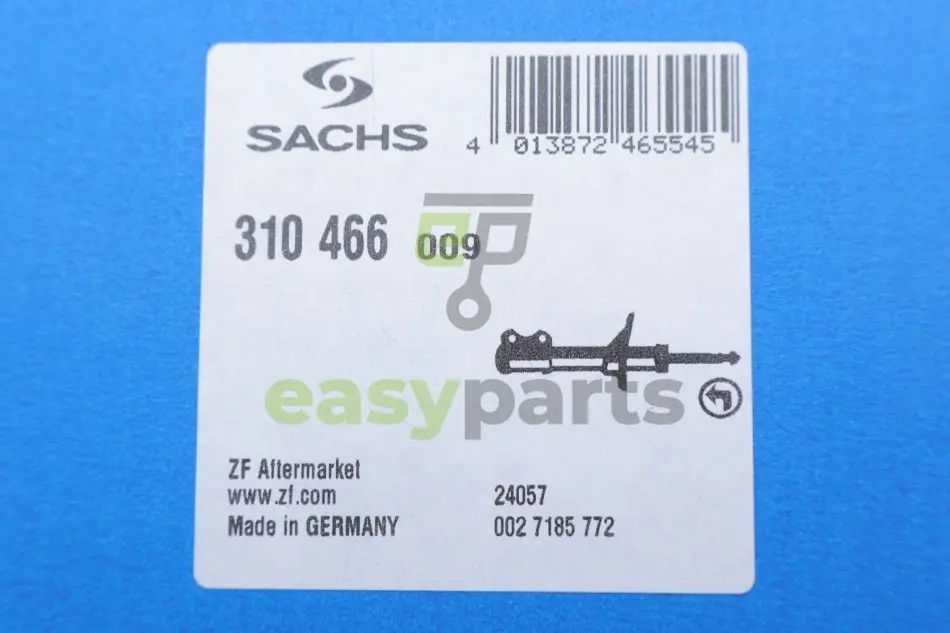 SACHS
4 013872 465545
310 466 009
easyparts
ZF Aftermarket
www.zf.com
Made in GERMANY
24057
002 7185 772